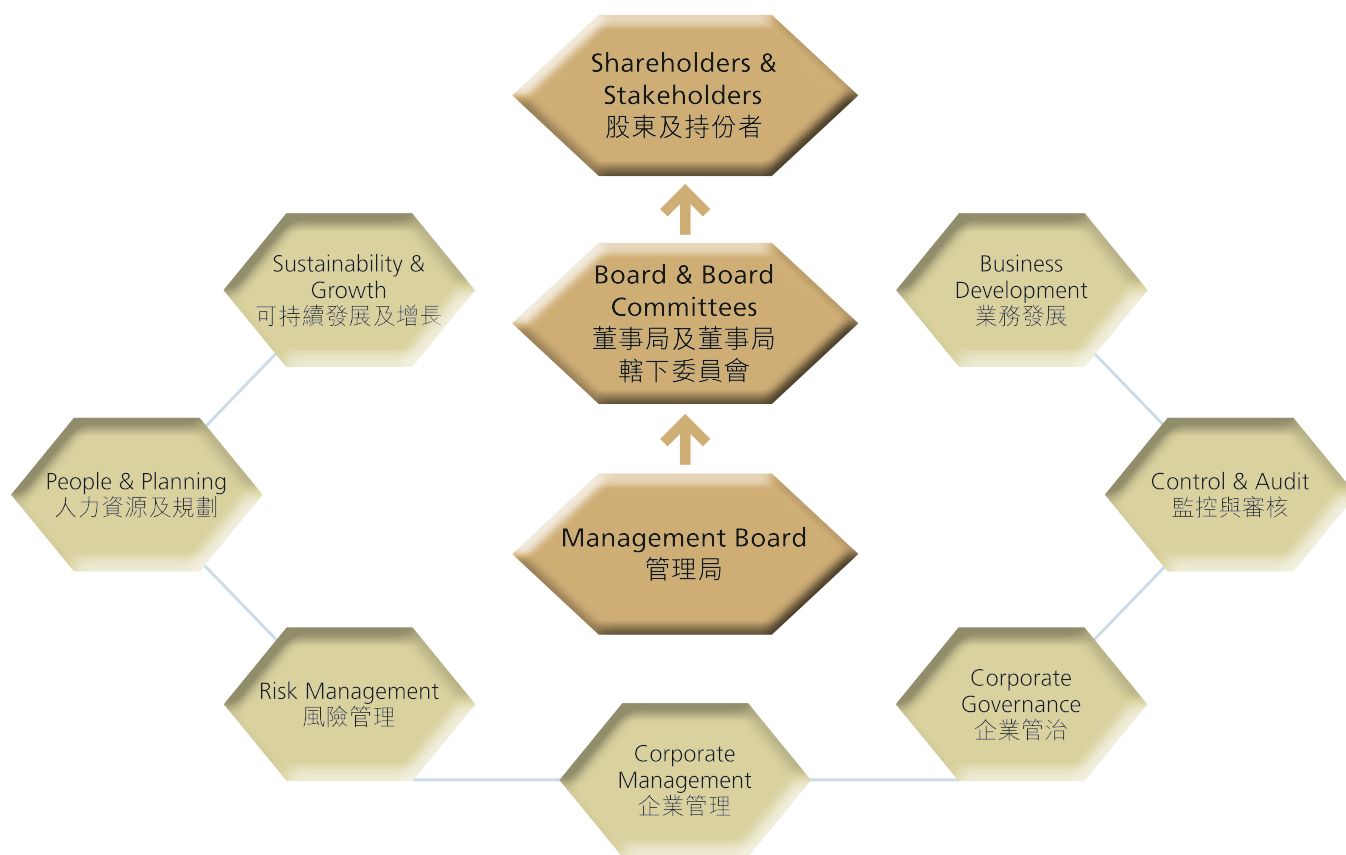 Shareholders &
Stakeholders
股東及持份者
Sustainability &
Growth
可持續發展及增長
Board & Board
Committees
董事局及董事局
轄下委員會
Business
Development
業務發展
People & Planning
人力資源及規劃
Control & Audit
監控與審核
Management Board
管理局
Risk Management
風險管理
Corporate
Governance
企業管治
Corporate
Management
企業管理